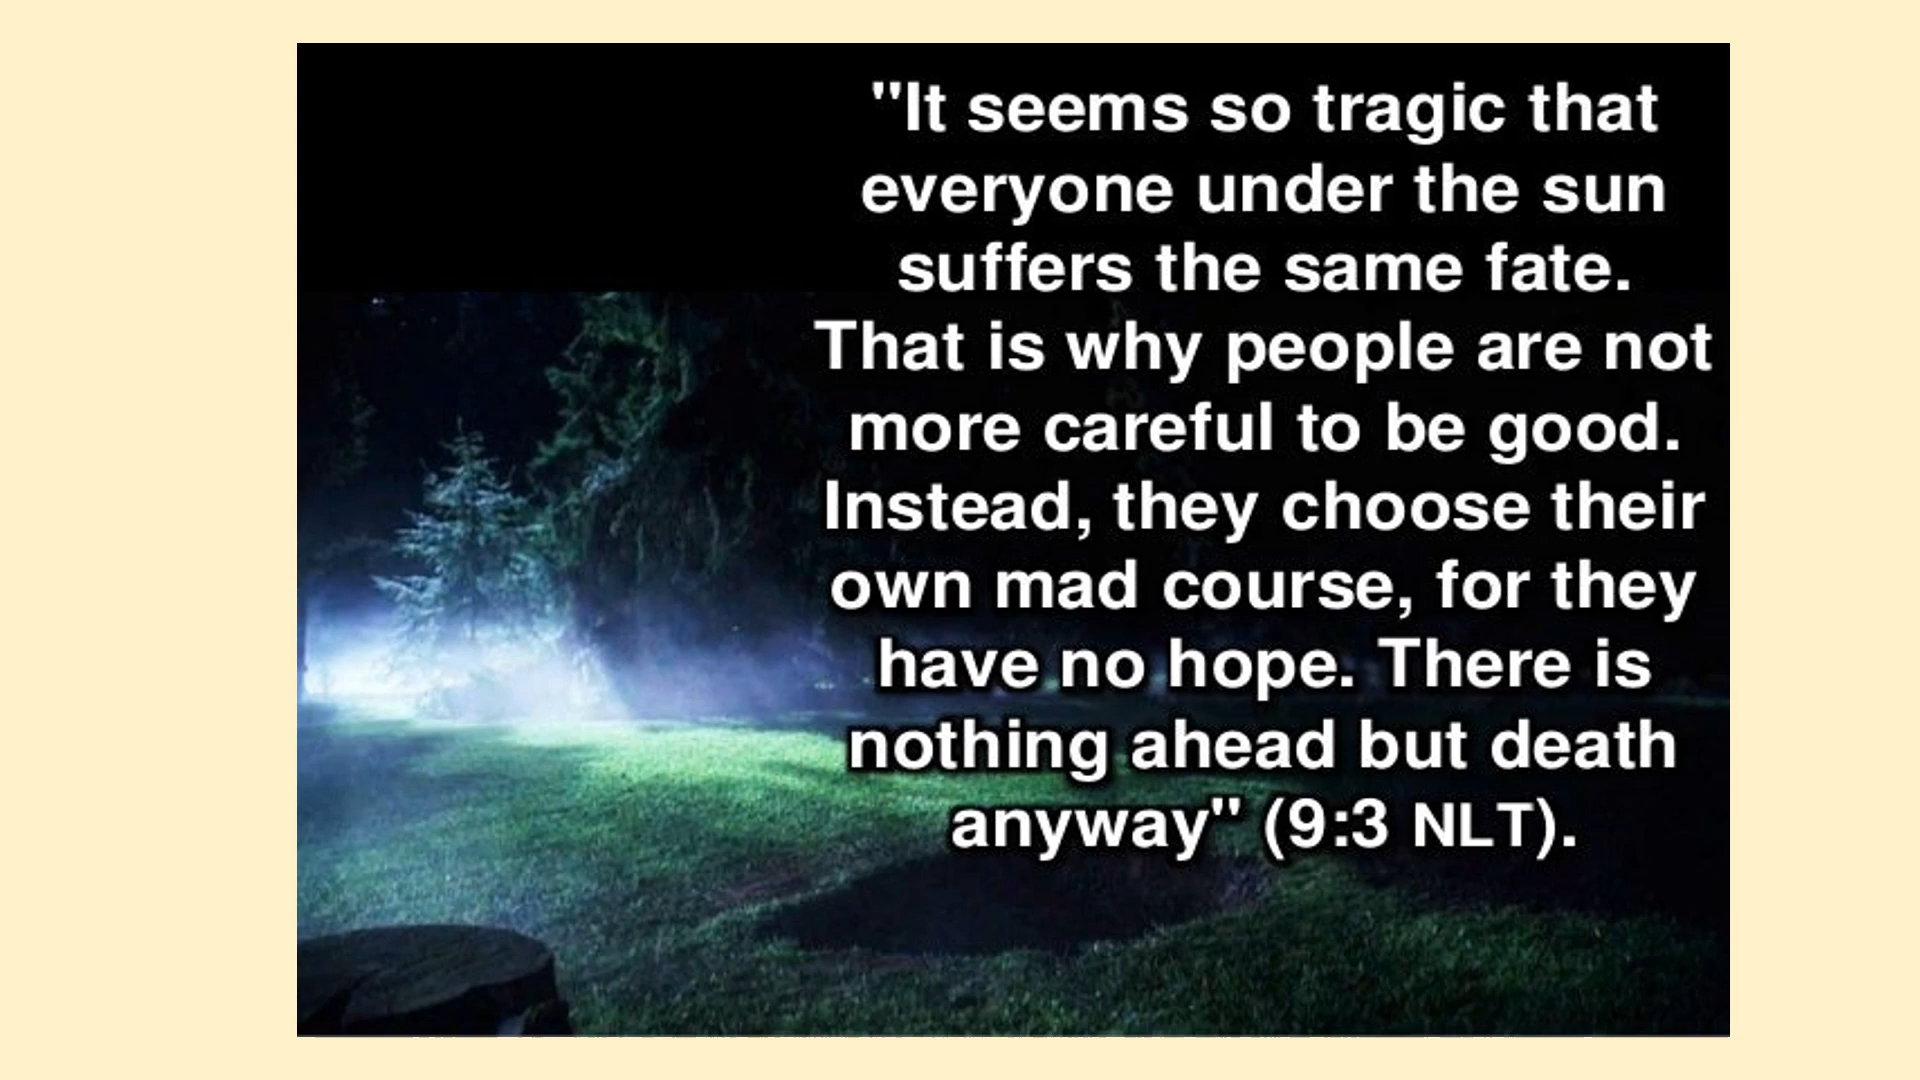 "It seems so tragic that
everyone under the sun
suffers the same fate.
That is why people are not
more careful to be good.
Instead, they choose their
own mad course, for they
have no hope. There is
nothing ahead but death
anyway" (9:3 NLT).